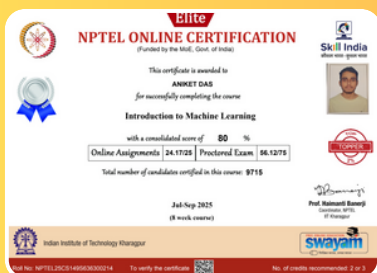 Elite
NPTEL ONLINE CERTIFICATION
(Funded by the MoE, Govt. of India)
Skill India
This certificate is awarded to
ANIKET DAS
for successfully completing the course
Introduction to Machine Learning
with a consolidated score of 80 %
Online Assignments 24.17/25 Proctored Exam 56.12/75
TOPPER
Total number of candidates certified in this course: 9715
Jul-Sep 2025
(8 week course)
Prof. Haimanti Banerji
Coordinator, NPTEL
IIT Kharagpur
Indian Institute of Technology Kharagpur
swayam
Roll No: NPTEL25CS149S636300214 To verify the certificate No. of credits recommended: 2 or 3